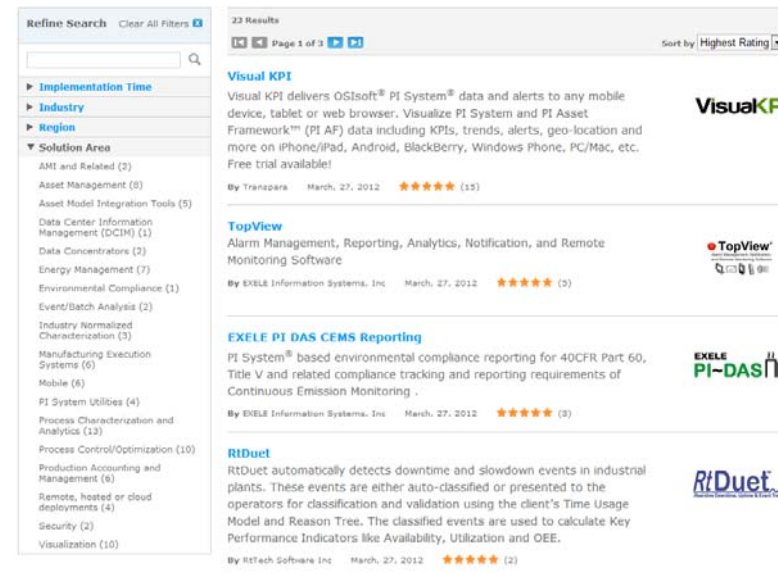 Refine Search Clear All Filters
Implementation Time
Industry
Region
Solution Area
AMI and Related (2)
Asset Management (8)
Asset Model Integration Tools (5)
Data Center Information
Management (DCIM) (1)
Data Concentrators (2)
Energy Management (7)
Environmental Compliance (1)
Event/Batch Analysis (2)
Industry Normalized
Characterization (3)
Manufacturing Execution
Systems (6)
Mobile (6)
PI System Utilities (4)
Process Characterization and
Analytics (13)
Process Control/Optimization (10)
Production Accounting and
Management (6)
Remote, hosted or cloud
deployments (4)
Security (2)
Visualization (10)
23 Results
Page 1 of 3
Sort by Highest Rating
Visual KPI
Visual KPI delivers OSIsoft® PI System® data and alerts to any mobile
device, tablet or web browser. Visualize PI System and PI Asset
Framework™ (PI AF) data including KPIs, trends, alerts, geo-location and
more on iPhone/iPad, Android, BlackBerry, Windows Phone, PC/Mac, etc.
Free trial available!
By Transpara March, 27, 2012 (15)
VisualKP
TopView
Alarm Management, Reporting, Analytics, Notification, and Remote
Monitoring Software
By EXELE Information Systems, Inc March, 27, 2012 (5)
TopView
EXELE PI DAS CEMS Reporting
PI System® based environmental compliance reporting for 40CFR Part 60,
Title V and related compliance tracking and reporting requirements of
Continuous Emission Monitoring .
By EXELE Information Systems, Inc March, 27, 2012 (3)
EXELE
PI~DAS
RtDuet
RtDuet automatically detects downtime and slowdown events in industrial
plants. These events are either auto-classified or presented to the
operators for classification and validation using the client's Time Usage
Model and Reason Tree. The classified events are used to calculate Key
Performance Indicators like Availability, Utilization and OEE.
By RtTech Software Inc March, 27, 2012 (2)
RtDuet